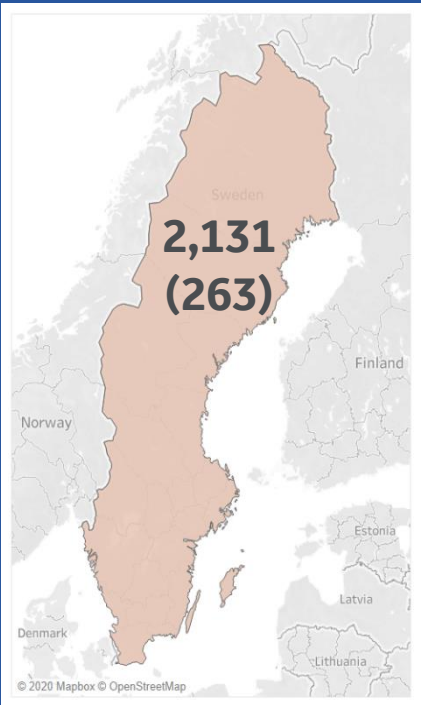 Sweden
2,131
(263)
Finland
Norway
Estonia
Latvia
Denmark
Lithuania
© 2020 Mapbox © OpenStreetMap